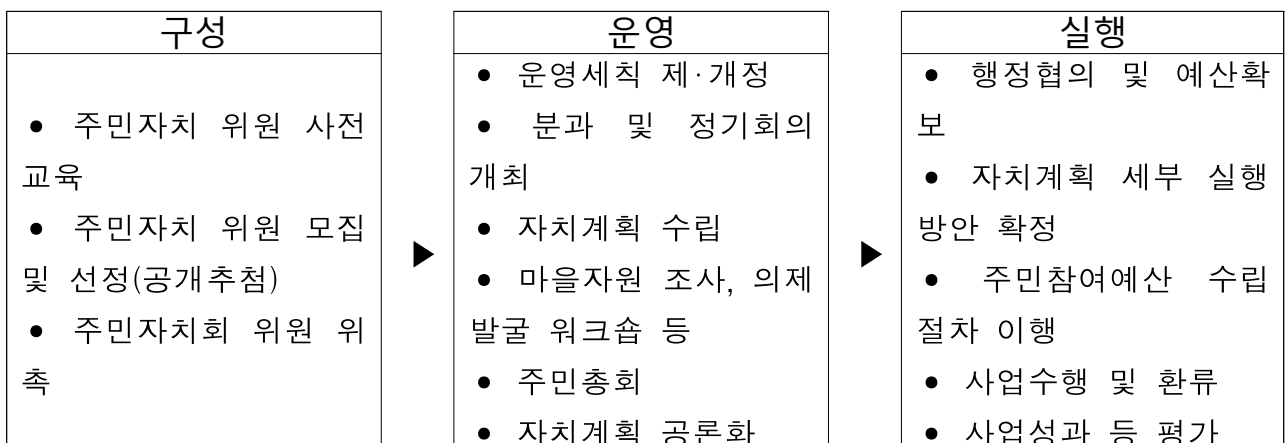 구성
● 주민자치 위원 사전
교육
● 주민자치 위원 모집
및 선정(공개추첨)
● 주민자치회 위원 위
촉
▶
운영
● 운영세칙 제·개정
● 분과 및 정기회의
개최
● 자치계획 수립
● 마을자원 조사, 의제
발굴 워크숍 등
● 주민총회
● 자치계획 공론화
▶
실행
● 행정협의 및 예산확
보
● 자치계획 세부 실행
방안 확정
● 주민참여예산 수립
절차 이행
● 사업수행 및 환류
● 사업성과 등 평가